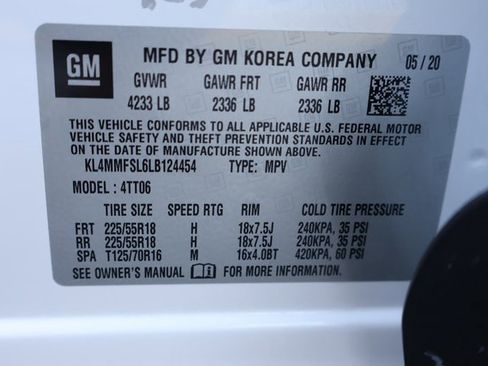 GM
MFD BY GM KOREA COMPANY 05/20
GVWR GAWR FRT GAWR RR
4233 LB 2336 LB 2336 LB
THIS VEHICLE CONFORMS TO ALL APPLICABLE U.S. FEDERAL MOTOR
VEHICLE SAFETY AND THEFT PREVENTION STANDARDS IN EFFECT
ON THE DATE OF MANUFACTURE SHOWN ABOVE.
KL4MMFSL6LB124454 TYPE: MPV
MODEL : 4TT06
TIRE SIZE SPEED RTG RIM COLD TIRE PRESSURE
FRT 225/55R18 H 18x7.5J 240KPA, 35 PSI
RR 225/55R18 H 18x7.5J 240KPA, 35 PSI
SPA T125/70R16 M 16x4.0BT 420KPA, 60 PSI
SEE OWNER'S MANUAL FOR MORE INFORMATION.